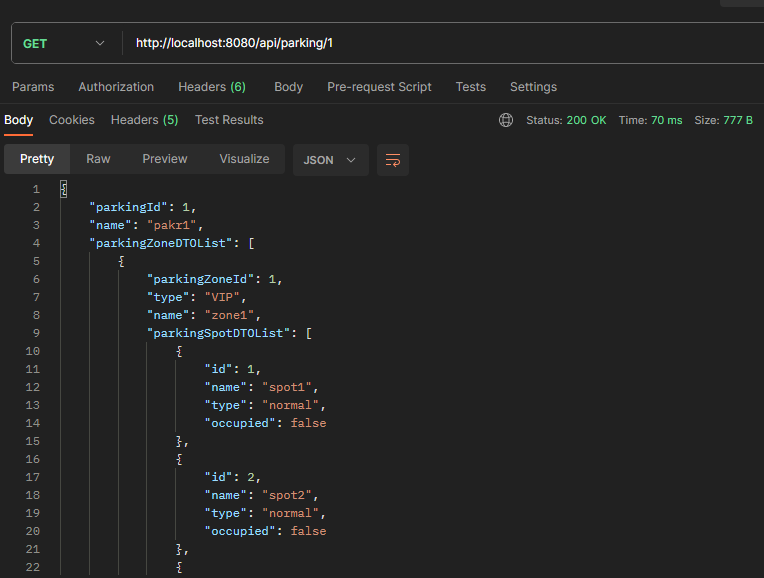 GET http://localhost:8080/api/parking/1
Params Authorization Headers (6) Body Pre-request Script Tests Settings
Body Cookies Headers (5) Test Results Status: 200 OK Time: 70 ms Size: 777 B
Pretty Raw Preview Visualize JSON
1 {
2 "parkingId": 1,
3 "name": "pakr1",
4 "parkingZoneDTOList": [
5 {
6 "parkingZoneId": 1,
7 "type": "VIP",
8 "name": "zone1",
9 "parkingSpotDTOList": [
10 {
11 "id": 1,
12 "name": "spot1",
13 "type": "normal",
14 "occupied": false
15 },
16 {
17 "id": 2,
18 "name": "spot2",
19 "type": "normal",
20 "occupied": false
21 },
22 {